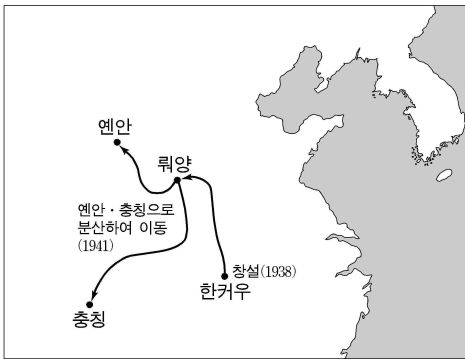 옌안
뤄양
옌안·충칭으로
분산하여 이동
(1941)
창설(1938)
한커우
충칭